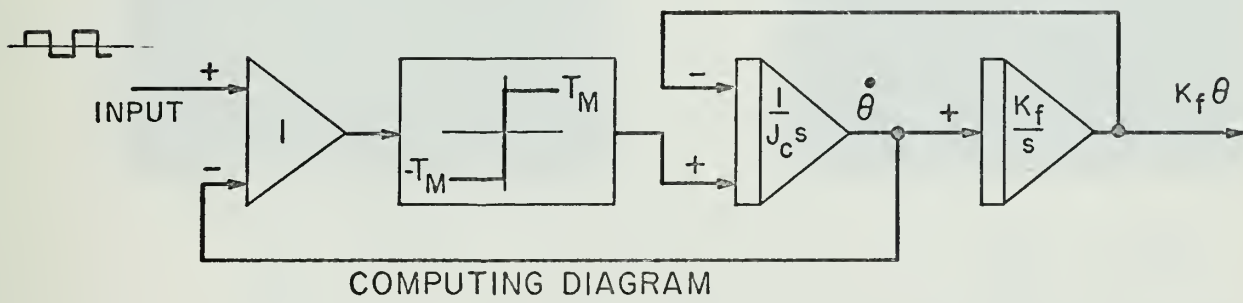 INPUT
+
-
1
T_M
-T_M
-
+
1
J_c s
θ̇
+
K_f
s
K_f θ
COMPUTING DIAGRAM